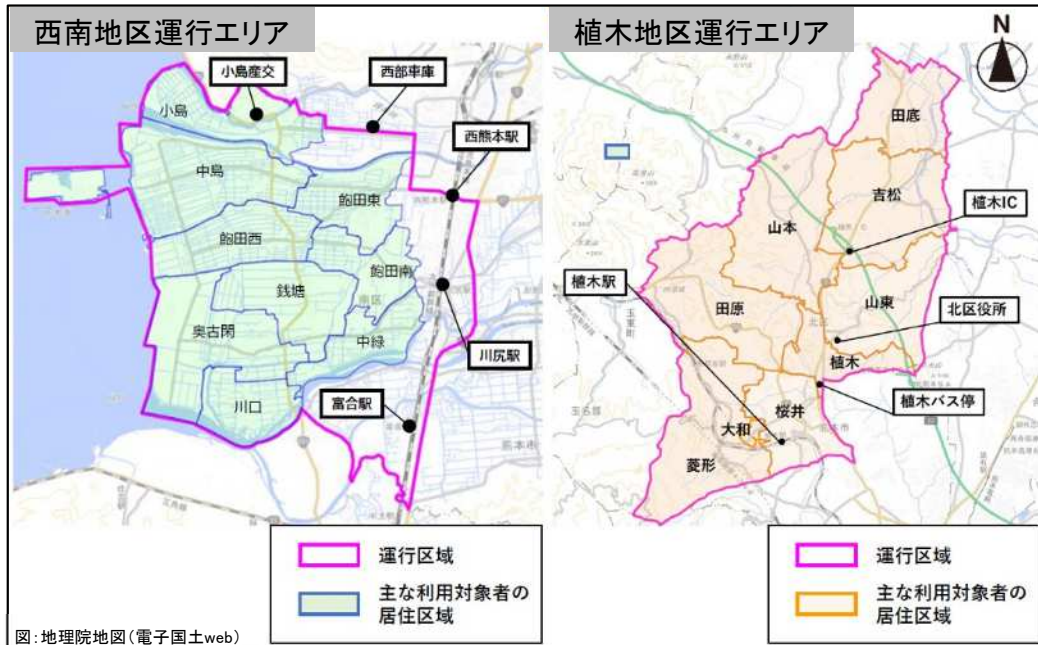 西南地区運行エリア
小島産交
西部車庫
西熊本駅
小島
中島
飽田東
飽田西
飽田南
銭塘
南区
奥古閑
中緑
川口
川尻駅
富合駅
運行区域
主な利用対象者の
居住区域
図:地理院地図(電子国土web)
植木地区運行エリア
N
田底
吉松
植木IC
山本
植木駅
田原
山東
北区役所
植木
植木バス停
桜井
大和
菱形
玉東町
運行区域
主な利用対象者の
居住区域